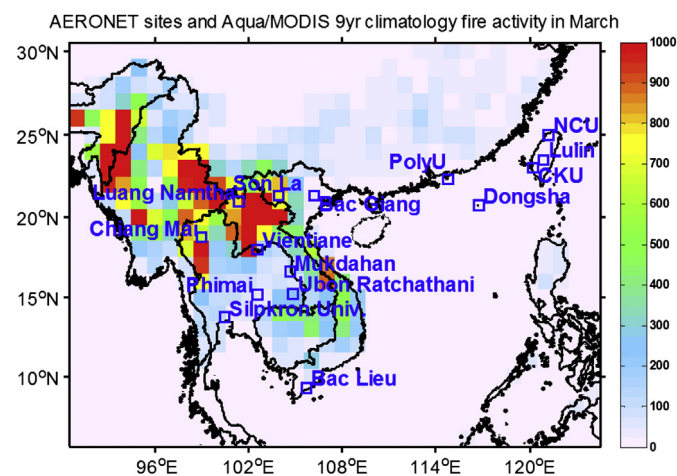 AERONET sites and Aqua/MODIS 9yr climatology fire activity in March
30°N
25°N
20°N
15°N
10°N
96°E
102°E
108°E
114°E
120°E
1000
900
800
700
600
500
400
300
200
100
0
NCU
Lulin
CKU
PolyU
Dongsha
Son La
Luang Namtha
Bac Giang
Chiang Mai
Vientiane
Mukdahan
Phimai
Ubon Ratchathani
Silpkron Univ.
Bac Lieu